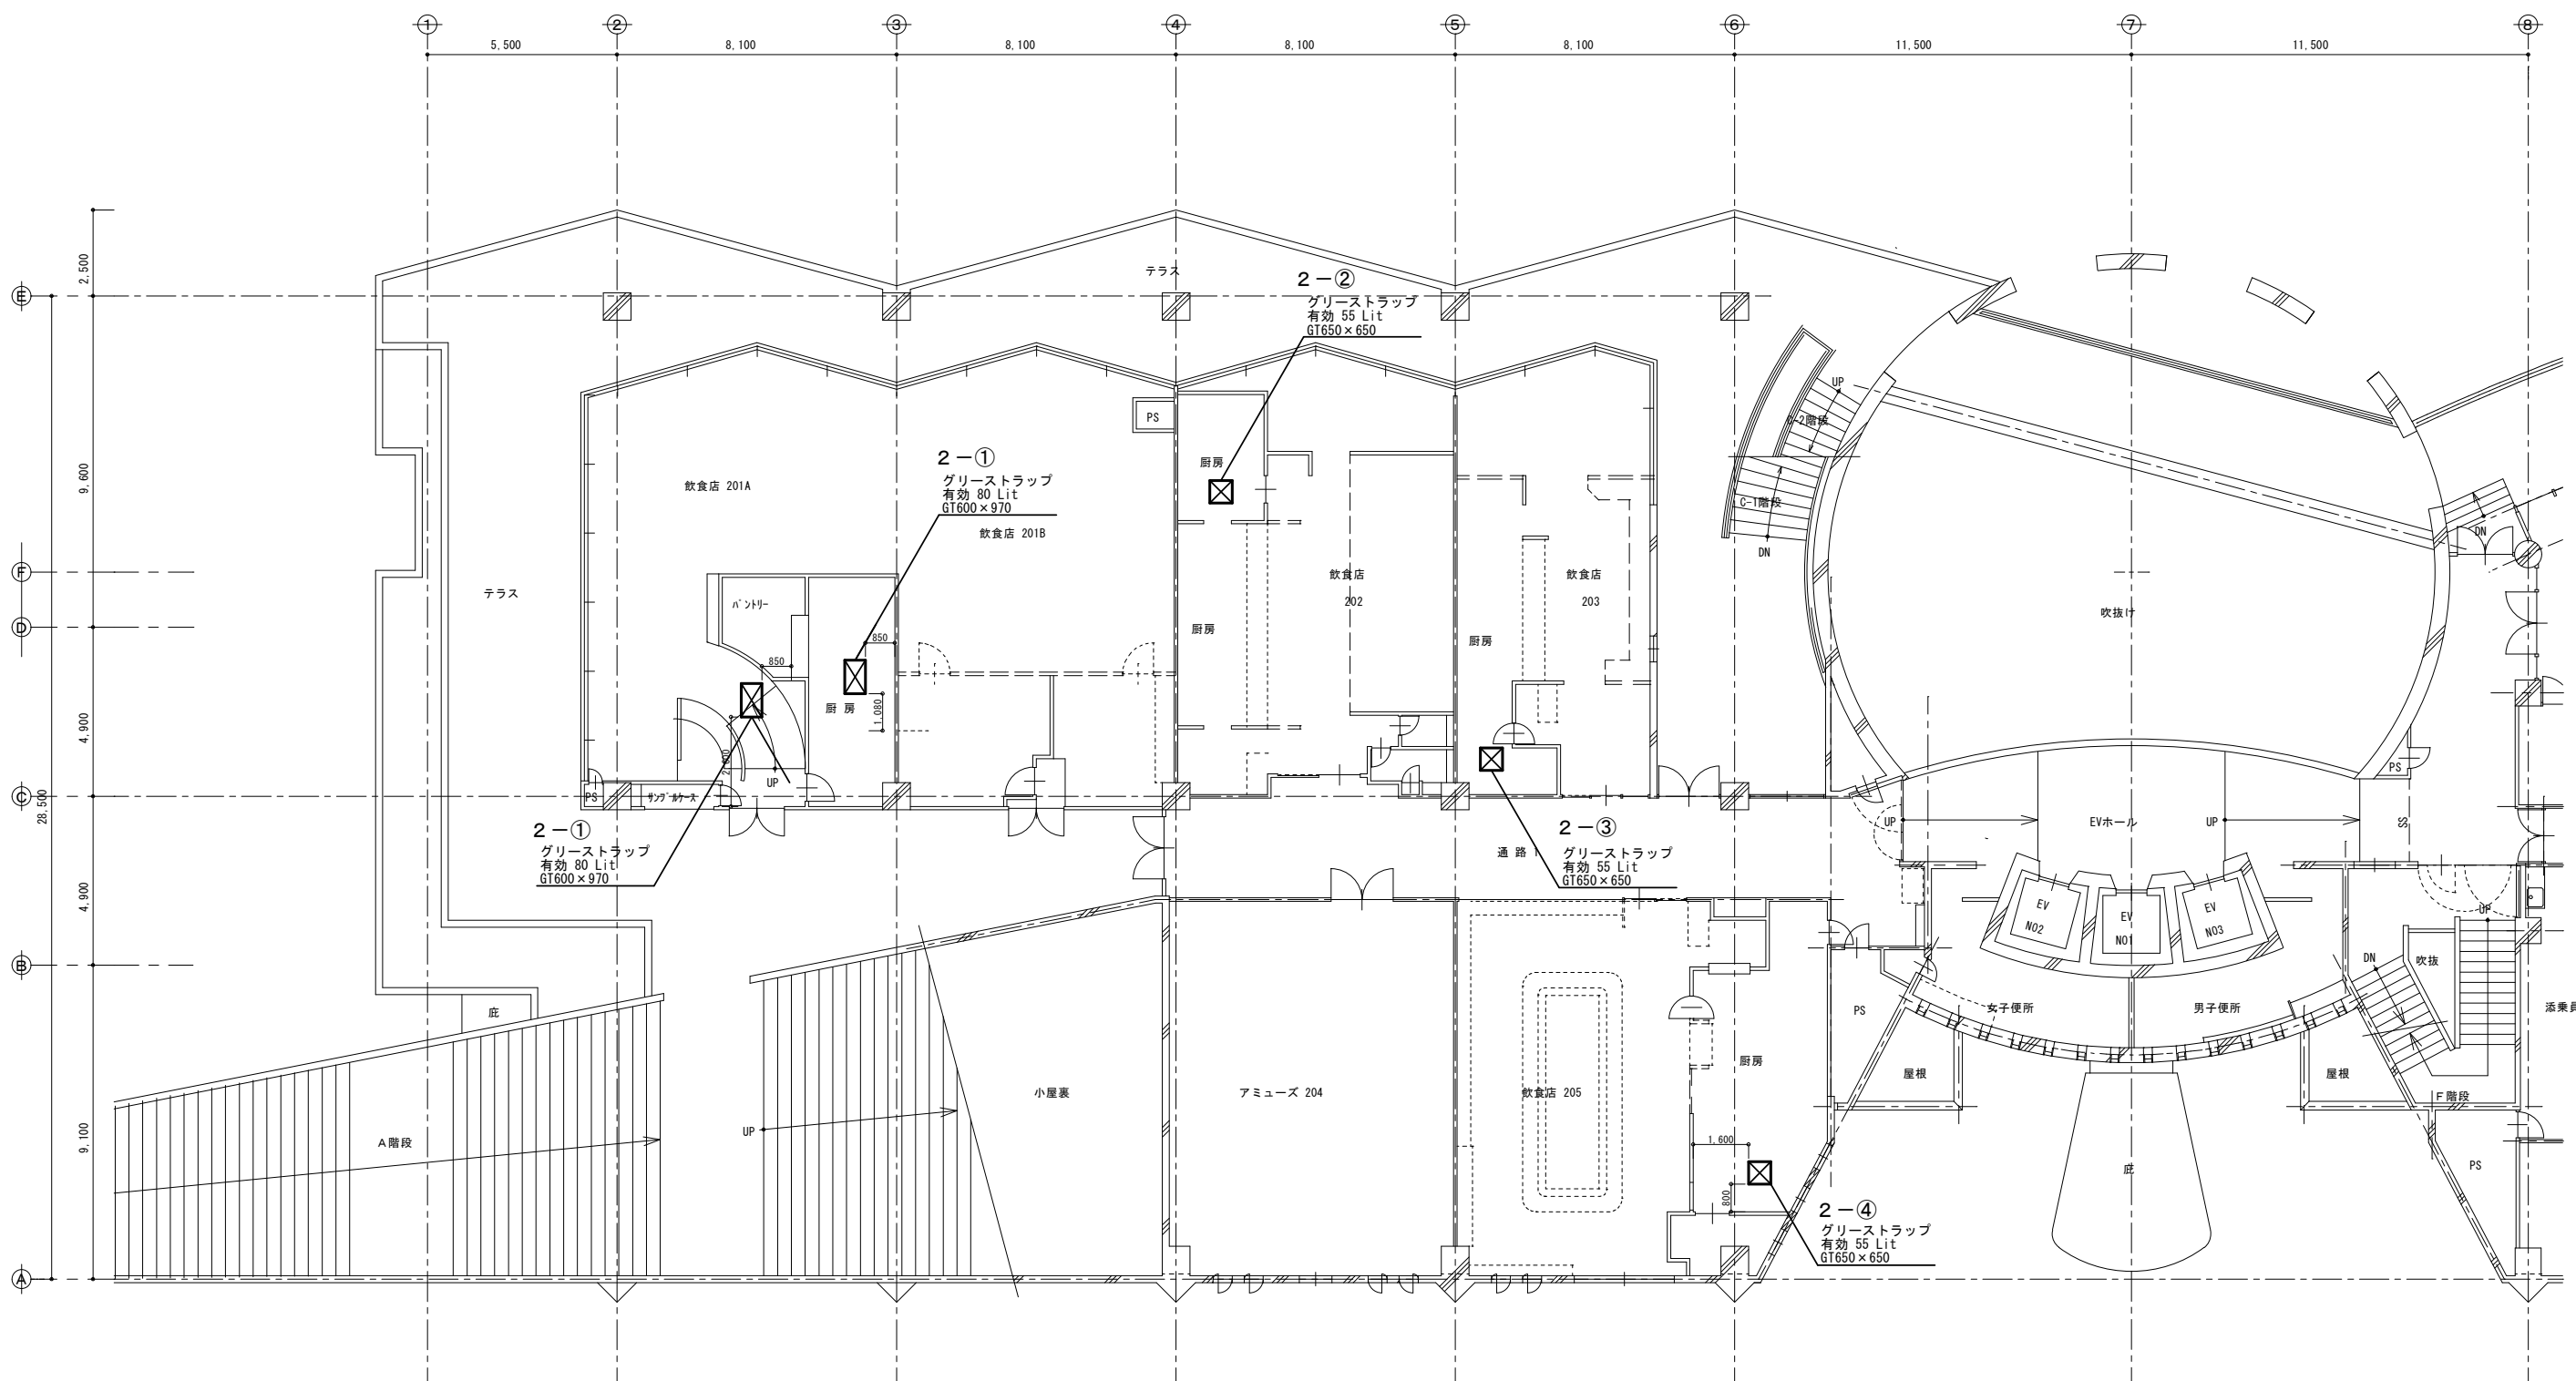 ① ② ③ ④ ⑤ ⑥ ⑦ ⑧
5,500 8,100 8,100 8,100 8,100 11,500 11,500
2,500
Ⓔ
テラス
2-②
グリーストラップ
有効 55 Lit
GT650×650
UP
C-2階段
PS
2-①
グリーストラップ
有効 80 Lit
GT600×970
厨房
9,600
飲食店 201A
飲食店 201B
C-1階段
DN
DN
Ⓕ
テラス
パントリー
飲食店
202
飲食店
203
吹抜け
Ⓓ
厨房
厨房
850
850
厨 房
1,080
4,900
UP
PS
サンプルケース
PS
Ⓒ
28,500
2-①
グリーストラップ
有効 80 Lit
GT600×970
2-③
グリーストラップ
有効 55 Lit
GT650×650
通 路
UP
EVホール
UP
SS
4,900
EV
NO2
EV
NO1
EV
NO3
UP
Ⓑ
DN
吹抜
庇
PS
女子便所
男子便所
添乗員
厨房
屋根
屋根
小屋裏
アミューズ 204
飲食店 205
F階段
9,100
A階段
UP
1,600
800
庇
PS
2-④
グリーストラップ
有効 55 Lit
GT650×650
Ⓐ